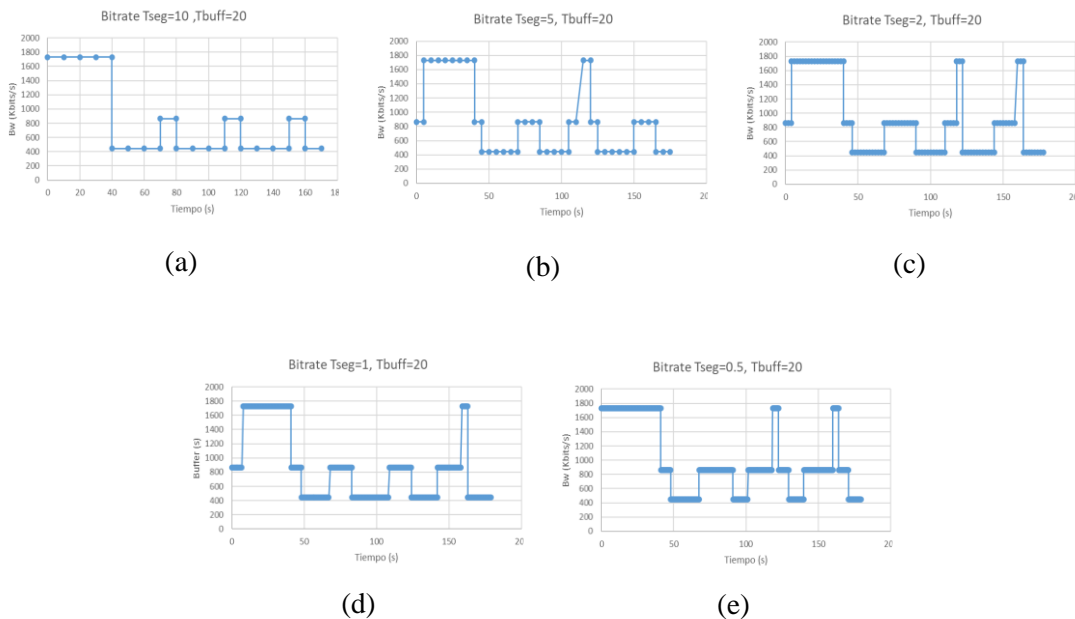 Bitrate Tseg=10 ,Tbuff=20
2000
1800
1600
1400
1200
1000
800
600
400
200
0
Bw (Kbits/s)
0 20 40 60 80 100 120 140 160 18
Tiempo (s)
(a)
Bitrate Tseg=5, Tbuff=20
2000
1800
1600
1400
1200
1000
800
600
400
200
0
Bw (Kbits/s)
0 50 100 150 20
Tiempo (s)
(b)
Bitrate Tseg=2, Tbuff=20
2000
1800
1600
1400
1200
1000
800
600
400
200
0
Bw (Kbits/s)
0 50 100 150 20
Tiempo (s)
(c)
Bitrate Tseg=1, Tbuff=20
2000
1800
1600
1400
1200
1000
800
600
400
200
0
Buffer (s)
0 50 100 150 20
Tiempo (s)
(d)
Bitrate Tseg=0.5, Tbuff=20
2000
1800
1600
1400
1200
1000
800
600
400
200
0
Bw (Kbits/s)
0 50 100 150 20
Tiempo (s)
(e)